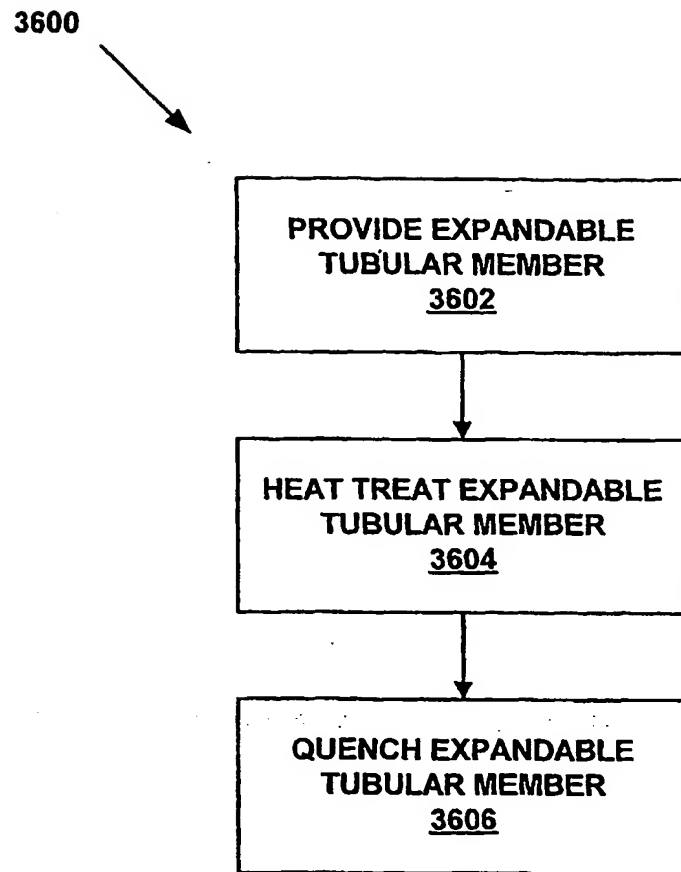 3600
PROVIDE EXPANDABLE
TUBULAR MEMBER
3602
HEAT TREAT EXPANDABLE
TUBULAR MEMBER
3604
QUENCH EXPANDABLE
TUBULAR MEMBER
3606